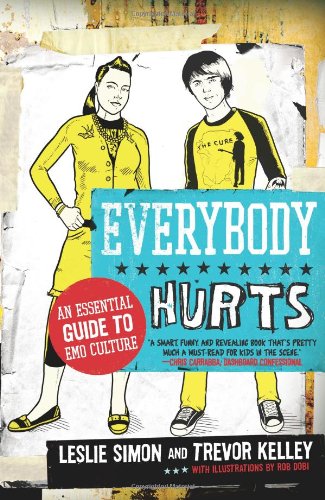 THE CURE
EVERYBODY
HURTS
AN ESSENTIAL
GUIDE TO
EMO CULTURE
"A SMART, FUNNY, AND REVEALING BOOK THAT'S PRETTY
MUCH A MUST-READ FOR KIDS IN THE SCENE."
—CHRIS CARRABBA, DASHBOARD CONFESSIONAL
LESLIE SIMON AND TREVOR KELLEY
WITH ILLUSTRATIONS BY ROB DOBI
Copyrighted Material